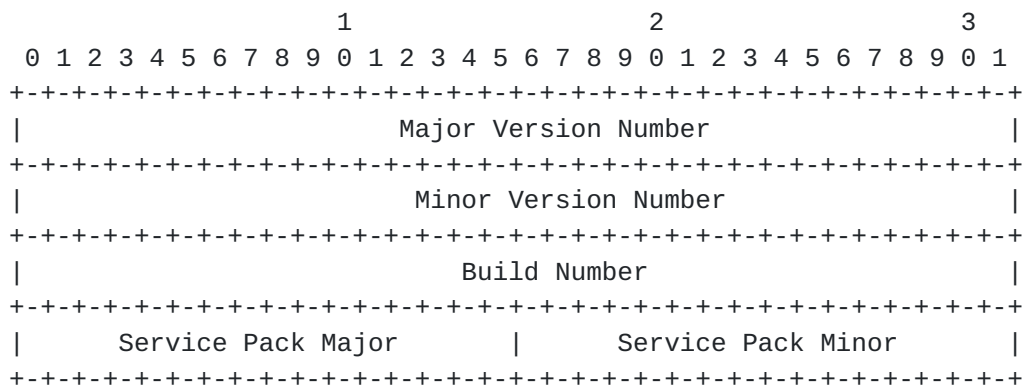 1                   2                   3
 0 1 2 3 4 5 6 7 8 9 0 1 2 3 4 5 6 7 8 9 0 1 2 3 4 5 6 7 8 9 0 1
+-+-+-+-+-+-+-+-+-+-+-+-+-+-+-+-+-+-+-+-+-+-+-+-+-+-+-+-+-+-+-+-+
|                        Major Version Number                   |
+-+-+-+-+-+-+-+-+-+-+-+-+-+-+-+-+-+-+-+-+-+-+-+-+-+-+-+-+-+-+-+-+
|                         Minor Version Number                  |
+-+-+-+-+-+-+-+-+-+-+-+-+-+-+-+-+-+-+-+-+-+-+-+-+-+-+-+-+-+-+-+-+
|                            Build Number                       |
+-+-+-+-+-+-+-+-+-+-+-+-+-+-+-+-+-+-+-+-+-+-+-+-+-+-+-+-+-+-+-+-+
|      Service Pack Major       |      Service Pack Minor       |
+-+-+-+-+-+-+-+-+-+-+-+-+-+-+-+-+-+-+-+-+-+-+-+-+-+-+-+-+-+-+-+-+